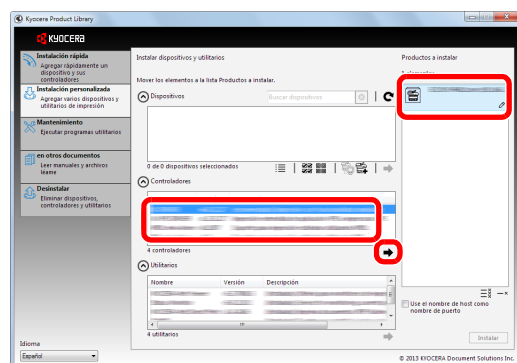 Kyocera Product Library
KYOCERA
Instalación rápida
Agregar rápidamente un
dispositivo y sus
controladores
Instalación personalizada
Agregar varios dispositivos y
utilitarios de impresión
Mantenimiento
Ejecutar programas utilitarios
en otros documentos
Leer manuales y archivos
léame
Desinstalar
Eliminar dispositivos,
controladores y utilitarios
Idioma
Español
Instalar dispositivos y utilitarios
Mover los elementos a la lista Productos a instalar.
Dispositivos
Buscar dispositivos
0 de 0 dispositivos seleccionados
Controladores
4 controladores
Utilitarios
Nombre Versión Descripción
4 utilitarios
Productos a instalar
Use el nombre de host como
nombre de puerto
Instalar
© 2013 KYOCERA Document Solutions Inc.